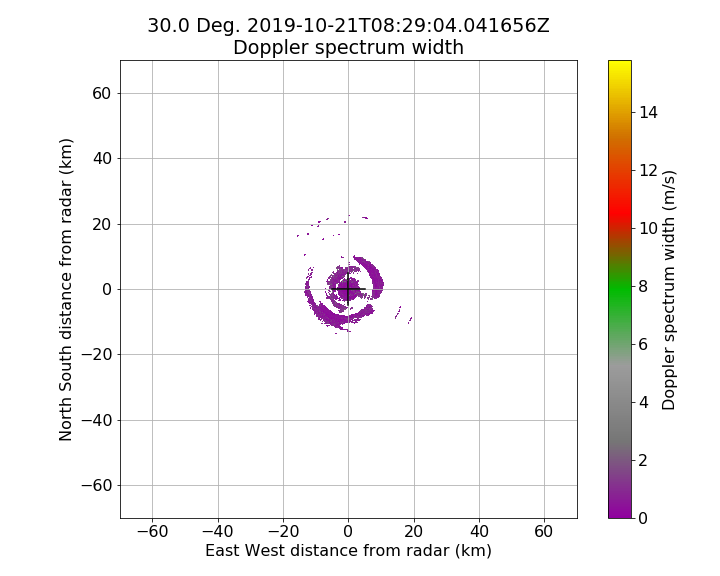 30.0 Deg. 2019-10-21T08:29:04.041656Z
Doppler spectrum width
60
40
20
0
−20
−40
−60
North South distance from radar (km)
−60 −40 −20 0 20 40 60
East West distance from radar (km)
14
12
10
8
6
4
2
0
Doppler spectrum width (m/s)